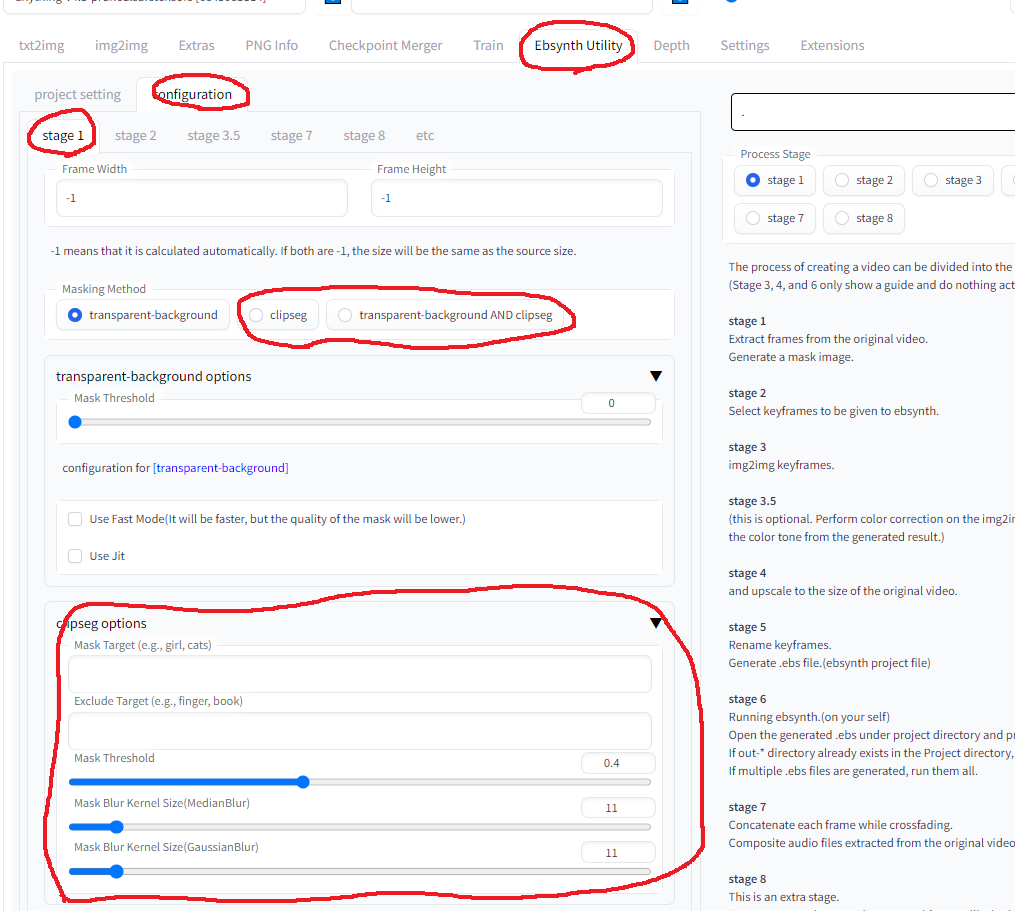 txt2img img2img Extras PNG Info Checkpoint Merger Train Ebsynth Utility Depth Settings Extensions
project setting configuration
stage 1 stage 2 stage 3.5 stage 7 stage 8 etc
Frame Width Frame Height
-1 -1
-1 means that it is calculated automatically. If both are -1, the size will be the same as the source size.
Masking Method
transparent-background clipseg transparent-background AND clipseg
transparent-background options ▼
Mask Threshold
0
configuration for [transparent-background]
Use Fast Mode(It will be faster, but the quality of the mask will be lower.)
Use Jit
clipseg options ▼
Mask Target (e.g., girl, cats)
Exclude Target (e.g., finger, book)
Mask Threshold
0.4
Mask Blur Kernel Size(MedianBlur)
11
Mask Blur Kernel Size(GaussianBlur)
11
.
Process Stage
stage 1 stage 2 stage 3
stage 7 stage 8
The process of creating a video can be divided into the
(Stage 3, 4, and 6 only show a guide and do nothing act
stage 1
Extract frames from the original video.
Generate a mask image.
stage 2
Select keyframes to be given to ebsynth.
stage 3
img2img keyframes.
stage 3.5
(this is optional. Perform color correction on the img2i
the color tone from the generated result.)
stage 4
and upscale to the size of the original video.
stage 5
Rename keyframes.
Generate .ebs file.(ebsynth project file)
stage 6
Running ebsynth.(on your self)
Open the generated .ebs under project directory and p
If out-* directory already exists in the Project directory,
If multiple .ebs files are generated, run them all.
stage 7
Concatenate each frame while crossfading.
Composite audio files extracted from the original video
stage 8
This is an extra stage.